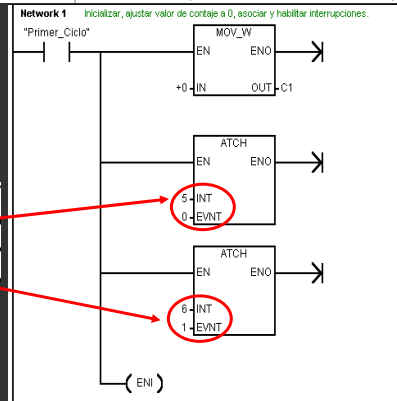 Network 1 Inicializar, ajustar valor de contaje a 0, asociar y habilitar interrupciones.
"Primer_Ciclo"
MOV_W
EN ENO
+0 IN OUT C1
ATCH
EN ENO
5 INT
0 EVNT
ATCH
EN ENO
6 INT
1 EVNT
ENI